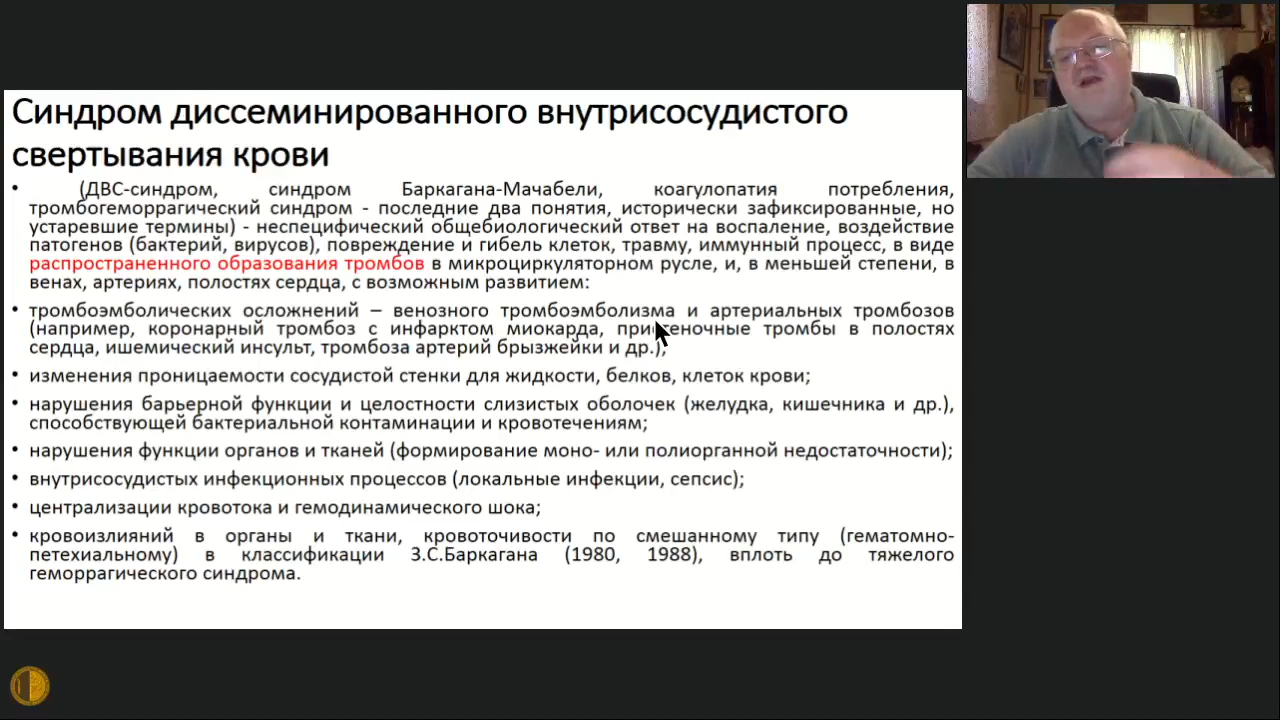 Синдром диссеминированного внутрисосудистого
свертывания крови
• (ДВС-синдром, синдром Баркагана-Мачабели, коагулопатия потребления,
тромбогеморрагический синдром - последние два понятия, исторически зафиксированные, но
устаревшие термины) - неспецифический общебиологический ответ на воспаление, воздействие
патогенов (бактерий, вирусов), повреждение и гибель клеток, травму, иммунный процесс, в виде
распространенного образования тромбов в микроциркуляторном русле, и, в меньшей степени, в
венах, артериях, полостях сердца, с возможным развитием:
• тромбоэмболических осложнений – венозного тромбоэмболизма и артериальных тромбозов
(например, коронарный тромбоз с инфарктом миокарда, пристеночные тромбы в полостях
сердца, ишемический инсульт, тромбоза артерий брызжейки и др.);
• изменения проницаемости сосудистой стенки для жидкости, белков, клеток крови;
• нарушения барьерной функции и целостности слизистых оболочек (желудка, кишечника и др.),
способствующей бактериальной контаминации и кровотечениям;
• нарушения функции органов и тканей (формирование моно- или полиорганной недостаточности);
• внутрисосудистых инфекционных процессов (локальные инфекции, сепсис);
• централизации кровотока и гемодинамического шока;
• кровоизлияний в органы и ткани, кровоточивости по смешанному типу (гематомно-
петехиальному) в классификации З.С.Баркагана (1980, 1988), вплоть до тяжелого
геморрагического синдрома.